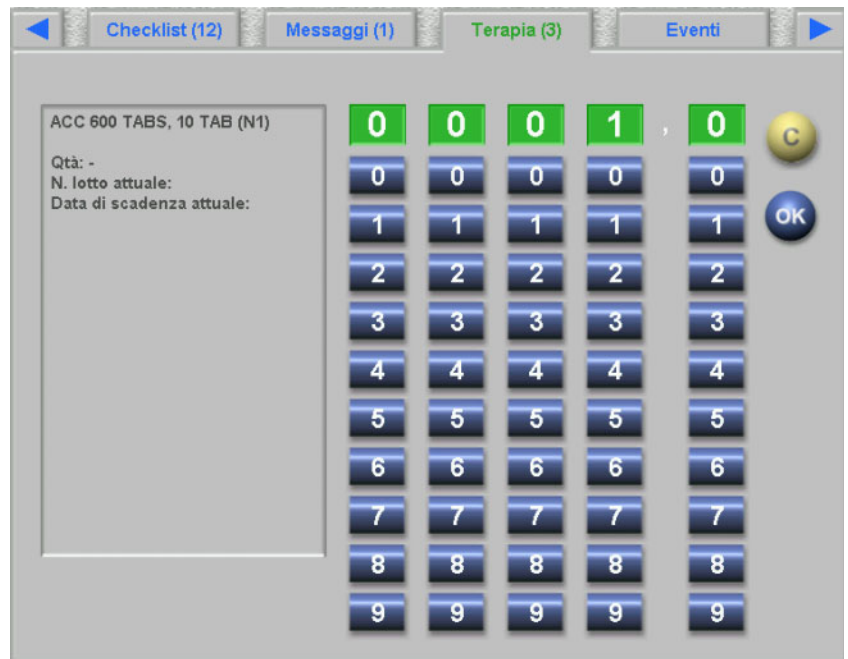 Checklist (12) Messaggi (1) Terapia (3) Eventi
ACC 600 TABS, 10 TAB (N1)
Qtà: -
N. lotto attuale:
Data di scadenza attuale:
0 0 0 1 , 0
C
0 0 0 0 0
1 1 1 1 1
OK
2 2 2 2 2
3 3 3 3 3
4 4 4 4 4
5 5 5 5 5
6 6 6 6 6
7 7 7 7 7
8 8 8 8 8
9 9 9 9 9